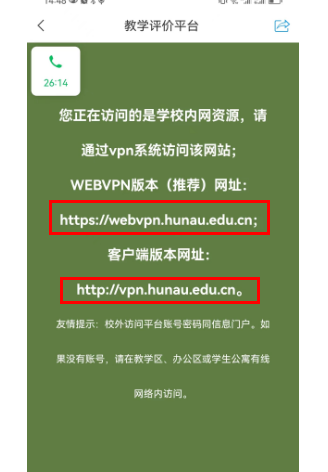 教学评价平台
26:14
您正在访问的是学校内网资源，请
通过vpn系统访问该网站；
WEBVPN版本（推荐）网址：
https://webvpn.hunau.edu.cn;
客户端版本网址：
http://vpn.hunau.edu.cn。
友情提示：校外访问平台账号密码同信息门户。如
果没有账号，请在教学区、办公区或学生公寓有线
网络内访问。